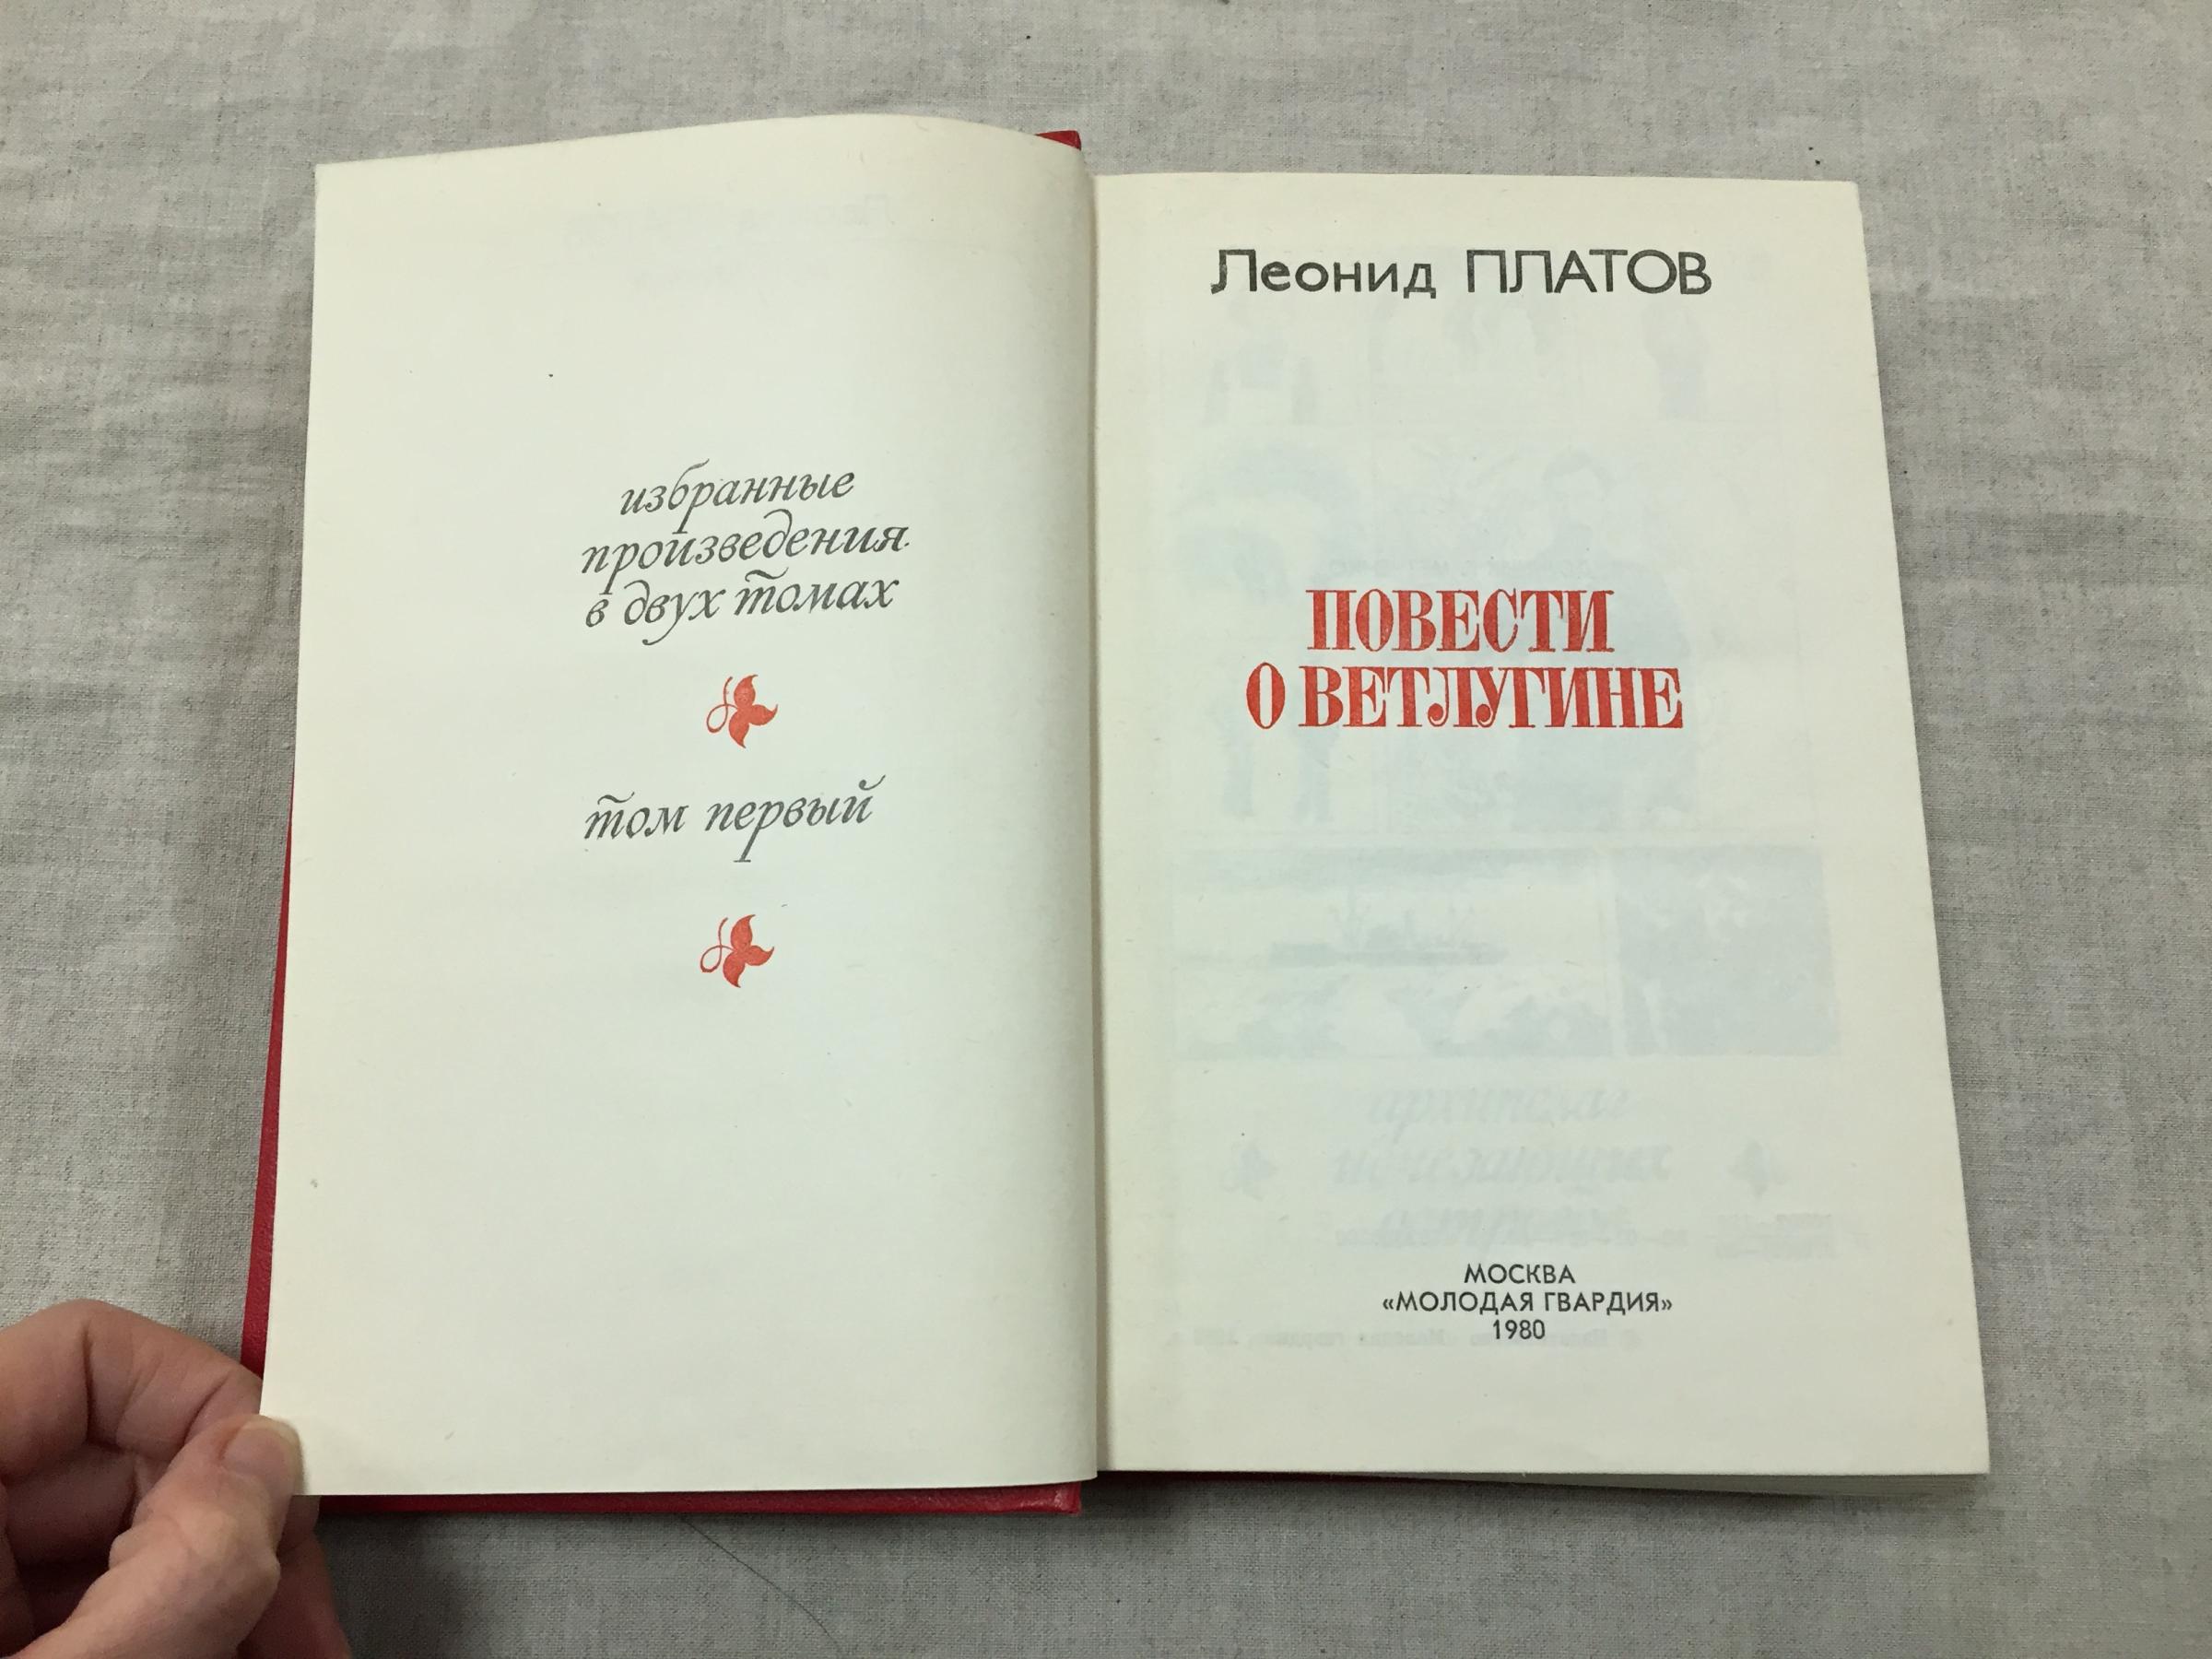 избранные
произведения
в двух томах
том первый
Леонид ПЛАТОВ
ПОВЕСТИ
О ВЕТЛУГИНЕ
МОСКВА
«МОЛОДАЯ ГВАРДИЯ»
1980